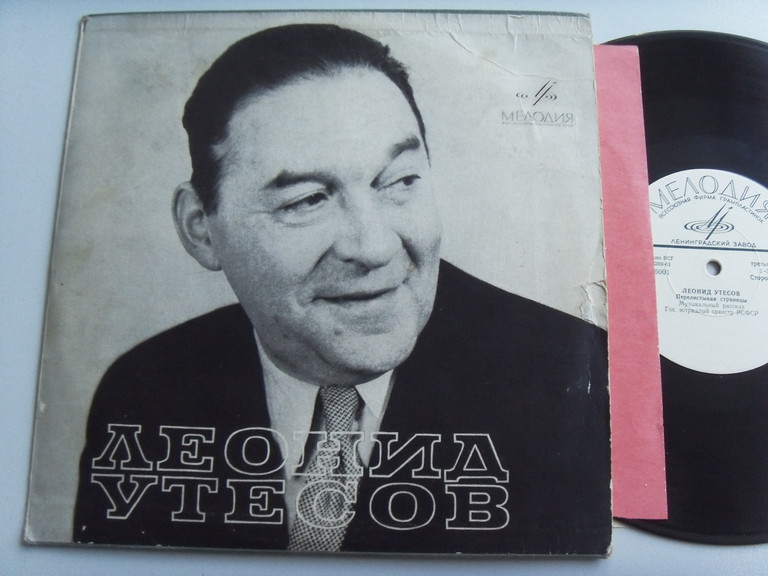 МЕЛОДИЯ
ЛЕОНИД
УТЕСОВ
МЕЛОДИЯ
ВСЕСОЮЗНАЯ ФИРМА ГРАМПЛАСТИНОК
ЛЕНИНГРАДСКИЙ ЗАВОД
ЛЕОНИД УТЕСОВ
Перелистывая страницы
Музыкальный рассказ
Гос. эстрадный оркестр РСФСР